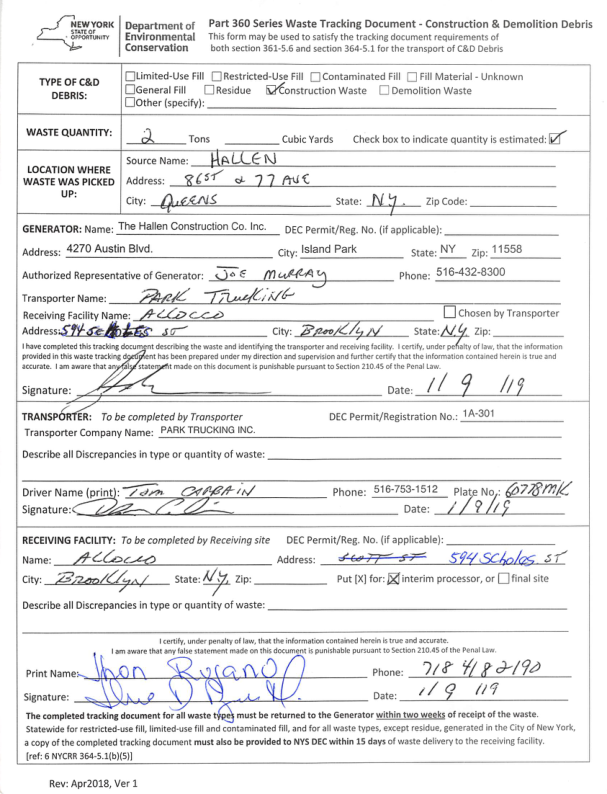 NEW YORK STATE OF OPPORTUNITY
Department of Environmental Conservation
Part 360 Series Waste Tracking Document - Construction & Demolition Debris
This form may be used to satisfy the tracking document requirements of
both section 361-5.6 and section 364-5.1 for the transport of C&D Debris
TYPE OF C&D DEBRIS:
☐Limited-Use Fill ☐Restricted-Use Fill ☐Contaminated Fill ☐Fill Material - Unknown
☐General Fill ☐Residue ☑Construction Waste ☐Demolition Waste
☐Other (specify):
WASTE QUANTITY: 2 Tons Cubic Yards Check box to indicate quantity is estimated: ☑
LOCATION WHERE WASTE WAS PICKED UP:
Source Name: HALLEN
Address: 86ST & 77 AVE
City: QUEENS State: NY. Zip Code:
GENERATOR: Name: The Hallen Construction Co. Inc. DEC Permit/Reg. No. (if applicable):
Address: 4270 Austin Blvd. City: Island Park State: NY Zip: 11558
Authorized Representative of Generator: JOE MURRAY Phone: 516-432-8300
Transporter Name: PARK TRUCKING
Receiving Facility Name: ALLOCCO ☐Chosen by Transporter
Address: 594 SCHOLES ST City: BROOKLYN State: N.Y. Zip:
I have completed this tracking document describing the waste and identifying the transporter and receiving facility. I certify, under penalty of law, that the information
provided in this waste tracking document has been prepared under my direction and supervision and further certify that the information contained herein is true and
accurate. I am aware that any false statement made on this document is punishable pursuant to Section 210.45 of the Penal Law.
Signature: Date: 1/9/19
TRANSPORTER: To be completed by Transporter DEC Permit/Registration No.: 1A-301
Transporter Company Name: PARK TRUCKING INC.
Describe all Discrepancies in type or quantity of waste:
Driver Name (print): Tom Phone: 516-753-1512 Plate No.: 60778MK
Signature: Date: 1/9/19
RECEIVING FACILITY: To be completed by Receiving site DEC Permit/Reg. No. (if applicable):
Name: ALLOCCO Address: SCOTT ST 594 SCholes ST
City: BROOKLYN State: NY, Zip: Put [X] for: ☒interim processor, or ☐final site
Describe all Discrepancies in type or quantity of waste:
I certify, under penalty of law, that the information contained herein is true and accurate.
I am aware that any false statement made on this document is punishable pursuant to Section 210.45 of the Penal Law.
Print Name: Jhon Phone: 718 4182190
Signature: Date: 1/9/19
The completed tracking document for all waste types must be returned to the Generator within two weeks of receipt of the waste.
Statewide for restricted-use fill, limited-use fill and contaminated fill, and for all waste types, except residue, generated in the City of New York,
a copy of the completed tracking document must also be provided to NYS DEC within 15 days of waste delivery to the receiving facility.
[ref: 6 NYCRR 364-5.1(b)(5)]
Rev: Apr2018, Ver 1